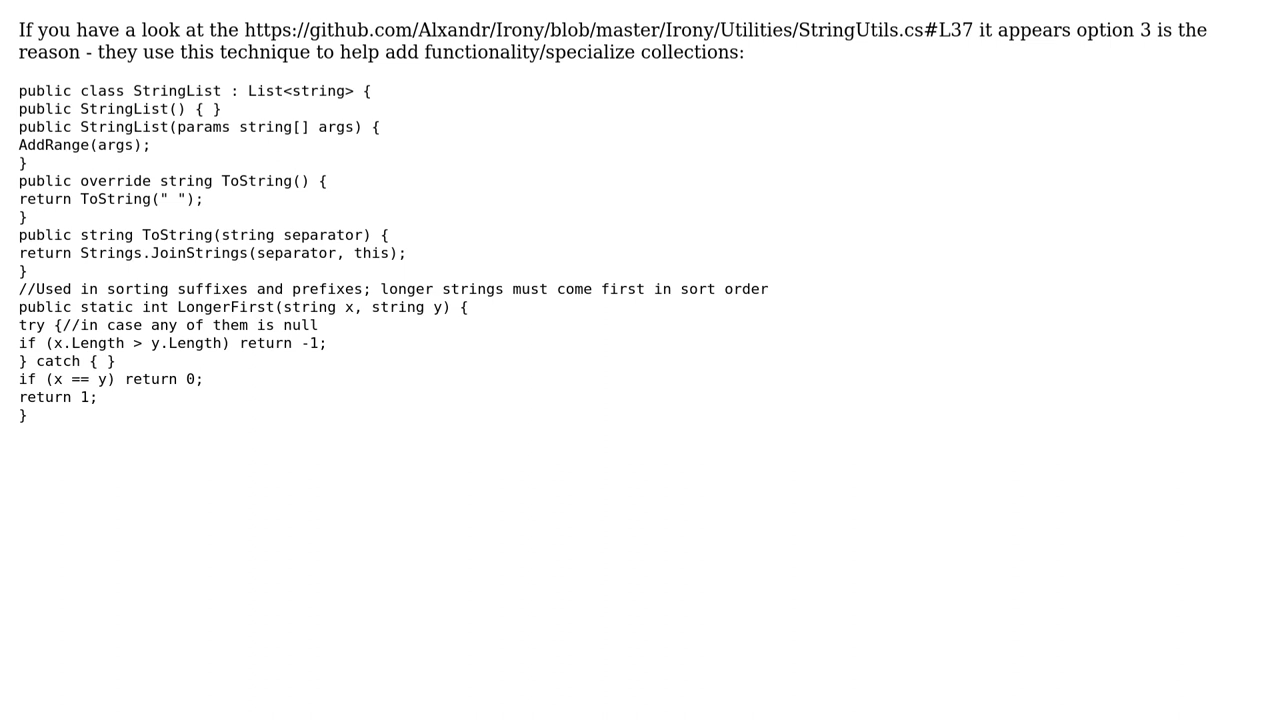 If you have a look at the https://github.com/Alxandr/Irony/blob/master/Irony/Utilities/StringUtils.cs#L37 it appears option 3 is the
reason - they use this technique to help add functionality/specialize collections:
public class StringList : List<string> {
public StringList() { }
public StringList(params string[] args) {
AddRange(args);
}
public override string ToString() {
return ToString(" ");
}
public string ToString(string separator) {
return Strings.JoinStrings(separator, this);
}
//Used in sorting suffixes and prefixes; longer strings must come first in sort order
public static int LongerFirst(string x, string y) {
try {//in case any of them is null
if (x.Length > y.Length) return -1;
} catch { }
if (x == y) return 0;
return 1;
}